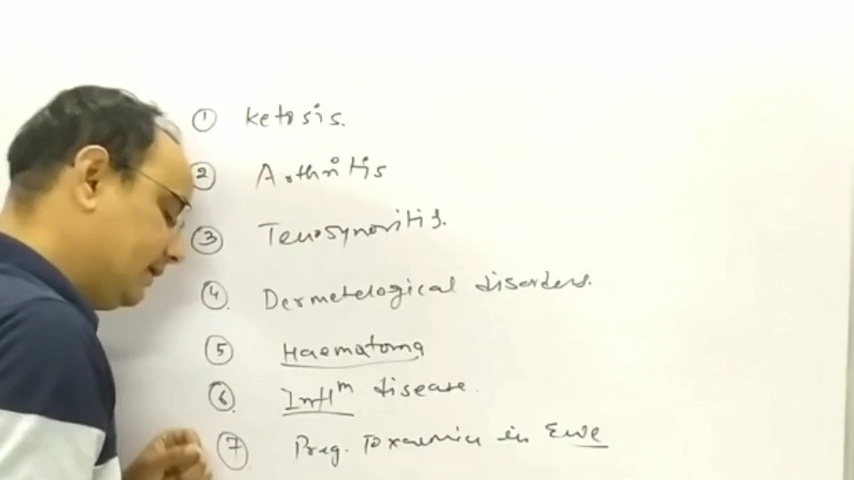 ① Ketosis.
② Arthritis
③ Tenosynovitis.
④ Dermetological disorders.
⑤ Haematoma
⑥ Inflm disease.
⑦ Preg. Toxaemia in Ewe